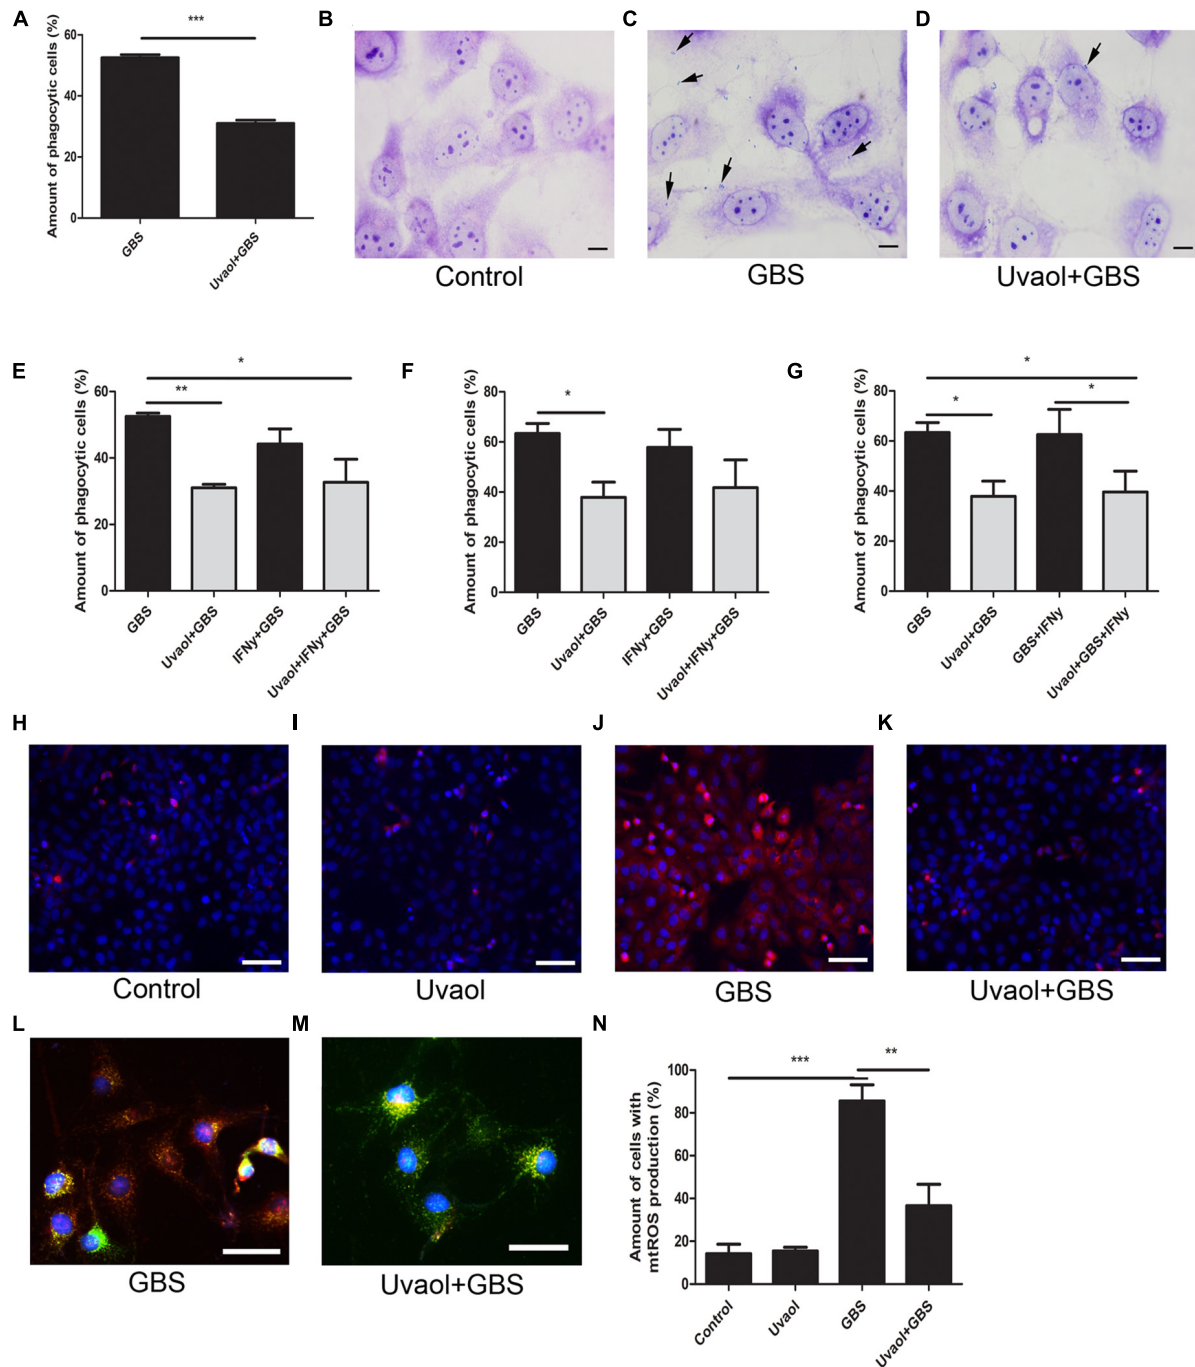 A
Amount of phagocytic cells (%)
60
40
20
0
***
GBS
Uvaol+GBS
B
Control
C
GBS
D
Uvaol+GBS
E
Amount of phagocytic cells (%)
60
40
20
0
*
**
GBS
Uvaol+GBS
IFNy+GBS
Uvaol+IFNy+GBS
F
Amount of phagocytic cells (%)
80
60
40
20
0
*
GBS
Uvaol+GBS
IFNy+GBS
Uvaol+IFNy+GBS
G
Amount of phagocytic cells (%)
80
60
40
20
0
*
*
*
GBS
Uvaol+GBS
GBS+IFNy
Uvaol+GBS+IFNy
H
Control
I
Uvaol
J
GBS
K
Uvaol+GBS
L
GBS
M
Uvaol+GBS
N
Amount of cells with
mtROS production (%)
100
80
60
40
20
0
***
**
Control
Uvaol
GBS
Uvaol+GBS